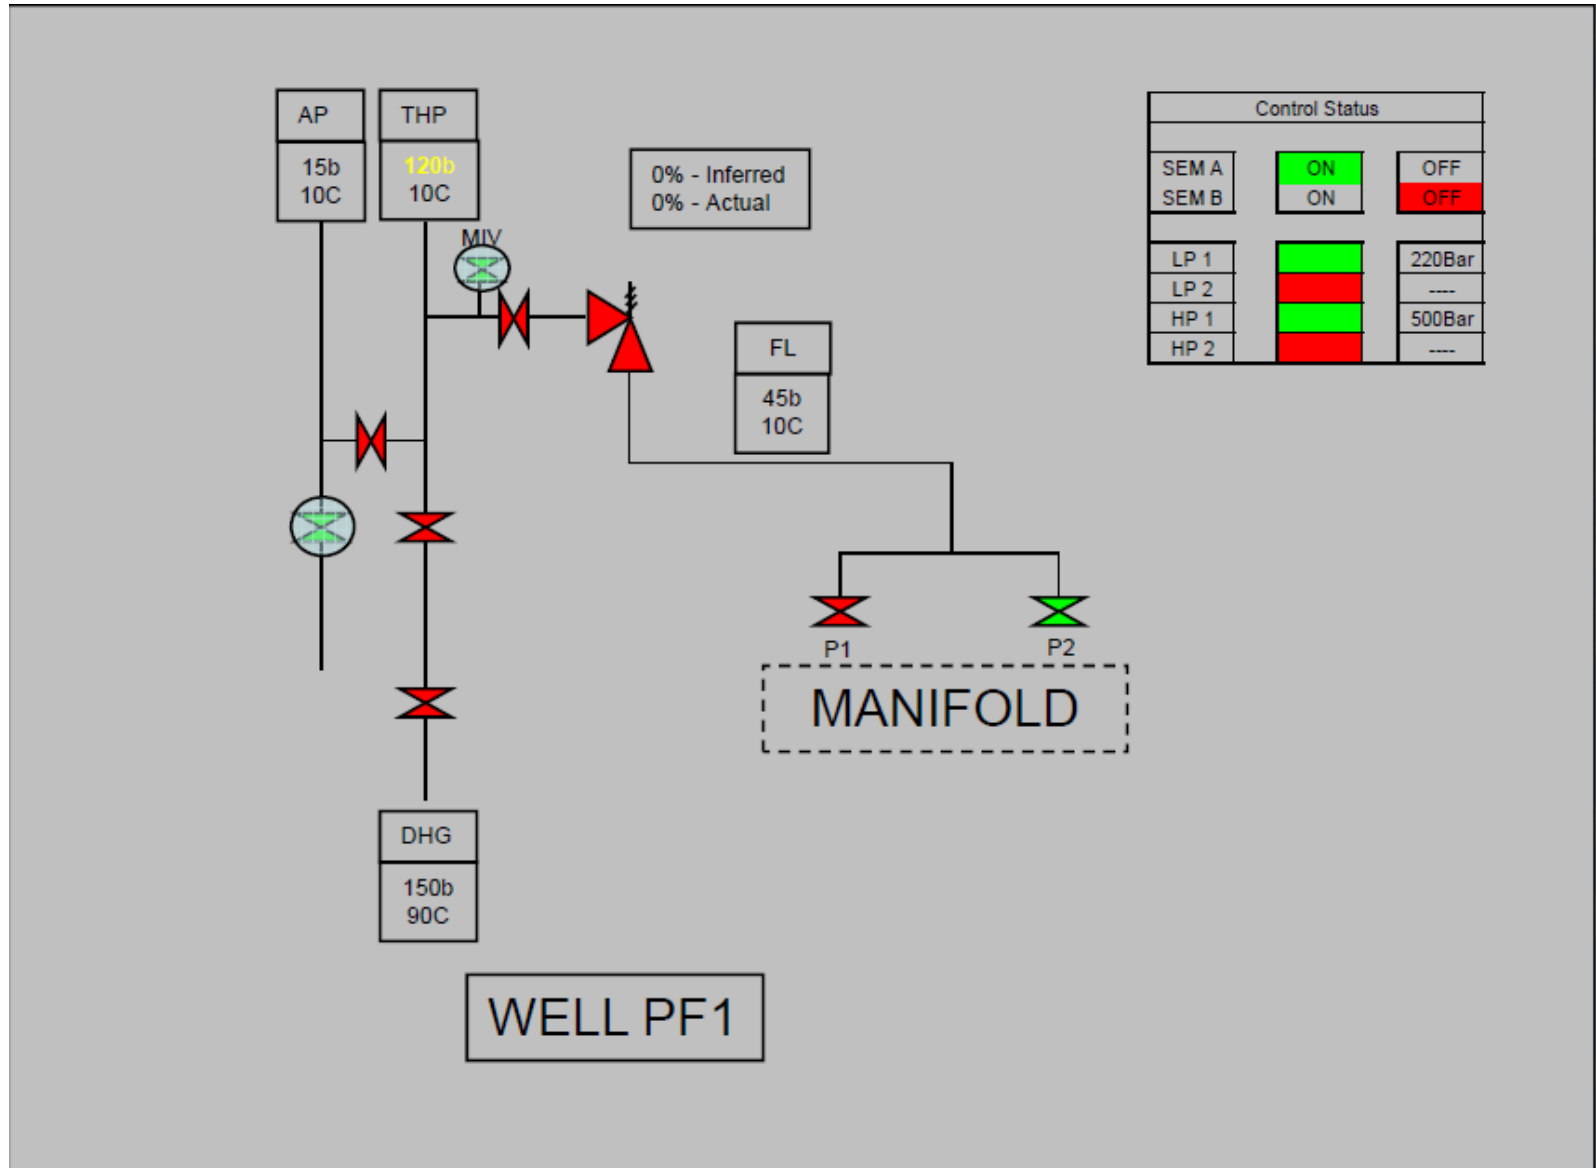 AP
THP
15b
10C
120b
10C
0% - Inferred
0% - Actual
MIV
FL
45b
10C
P1
P2
MANIFOLD
DHG
150b
90C
WELL PF1
Control Status
SEM A ON OFF
SEM B ON OFF
LP 1 220Bar
LP 2 ----
HP 1 500Bar
HP 2 ----